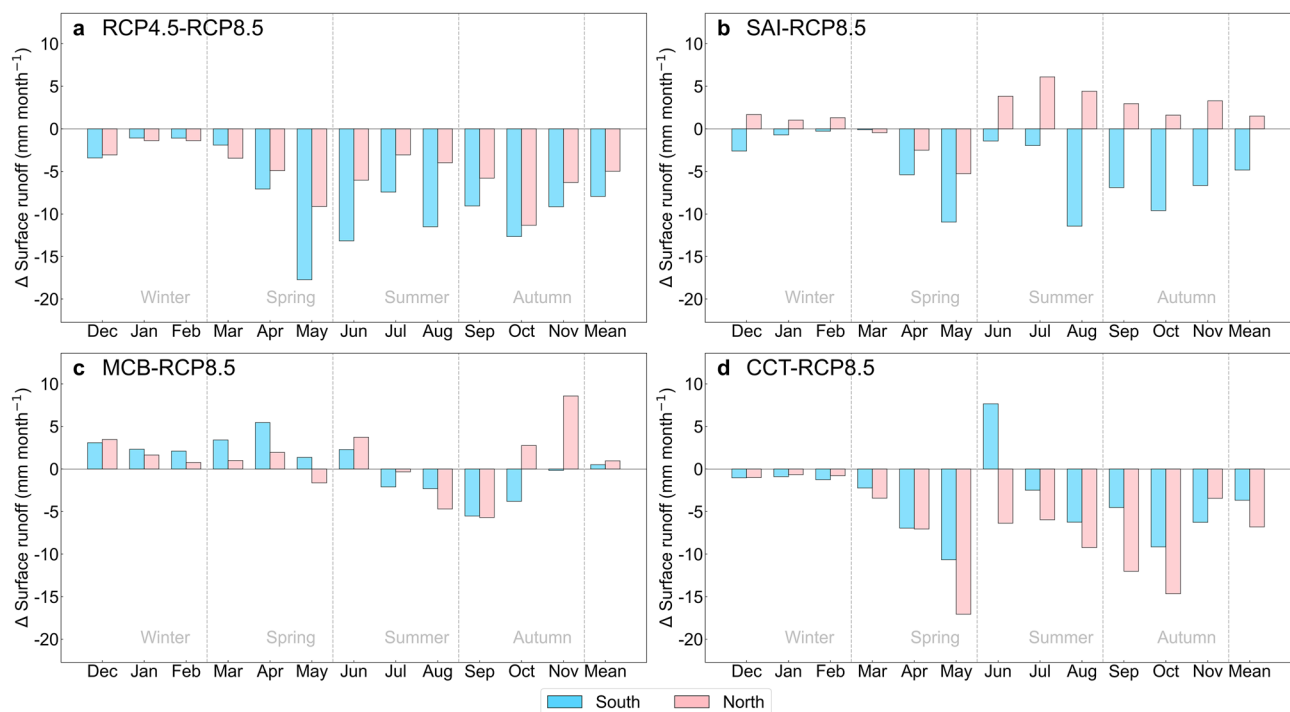 a RCP4.5-RCP8.5
Δ Surface runoff (mm month⁻¹)
10
5
0
-5
-10
-15
-20
Winter Spring Summer Autumn
Dec Jan Feb Mar Apr May Jun Jul Aug Sep Oct Nov Mean
b SAI-RCP8.5
Δ Surface runoff (mm month⁻¹)
10
5
0
-5
-10
-15
-20
Winter Spring Summer Autumn
Dec Jan Feb Mar Apr May Jun Jul Aug Sep Oct Nov Mean
c MCB-RCP8.5
Δ Surface runoff (mm month⁻¹)
10
5
0
-5
-10
-15
-20
Winter Spring Summer Autumn
Dec Jan Feb Mar Apr May Jun Jul Aug Sep Oct Nov Mean
d CCT-RCP8.5
Δ Surface runoff (mm month⁻¹)
10
5
0
-5
-10
-15
-20
Winter Spring Summer Autumn
Dec Jan Feb Mar Apr May Jun Jul Aug Sep Oct Nov Mean
South North